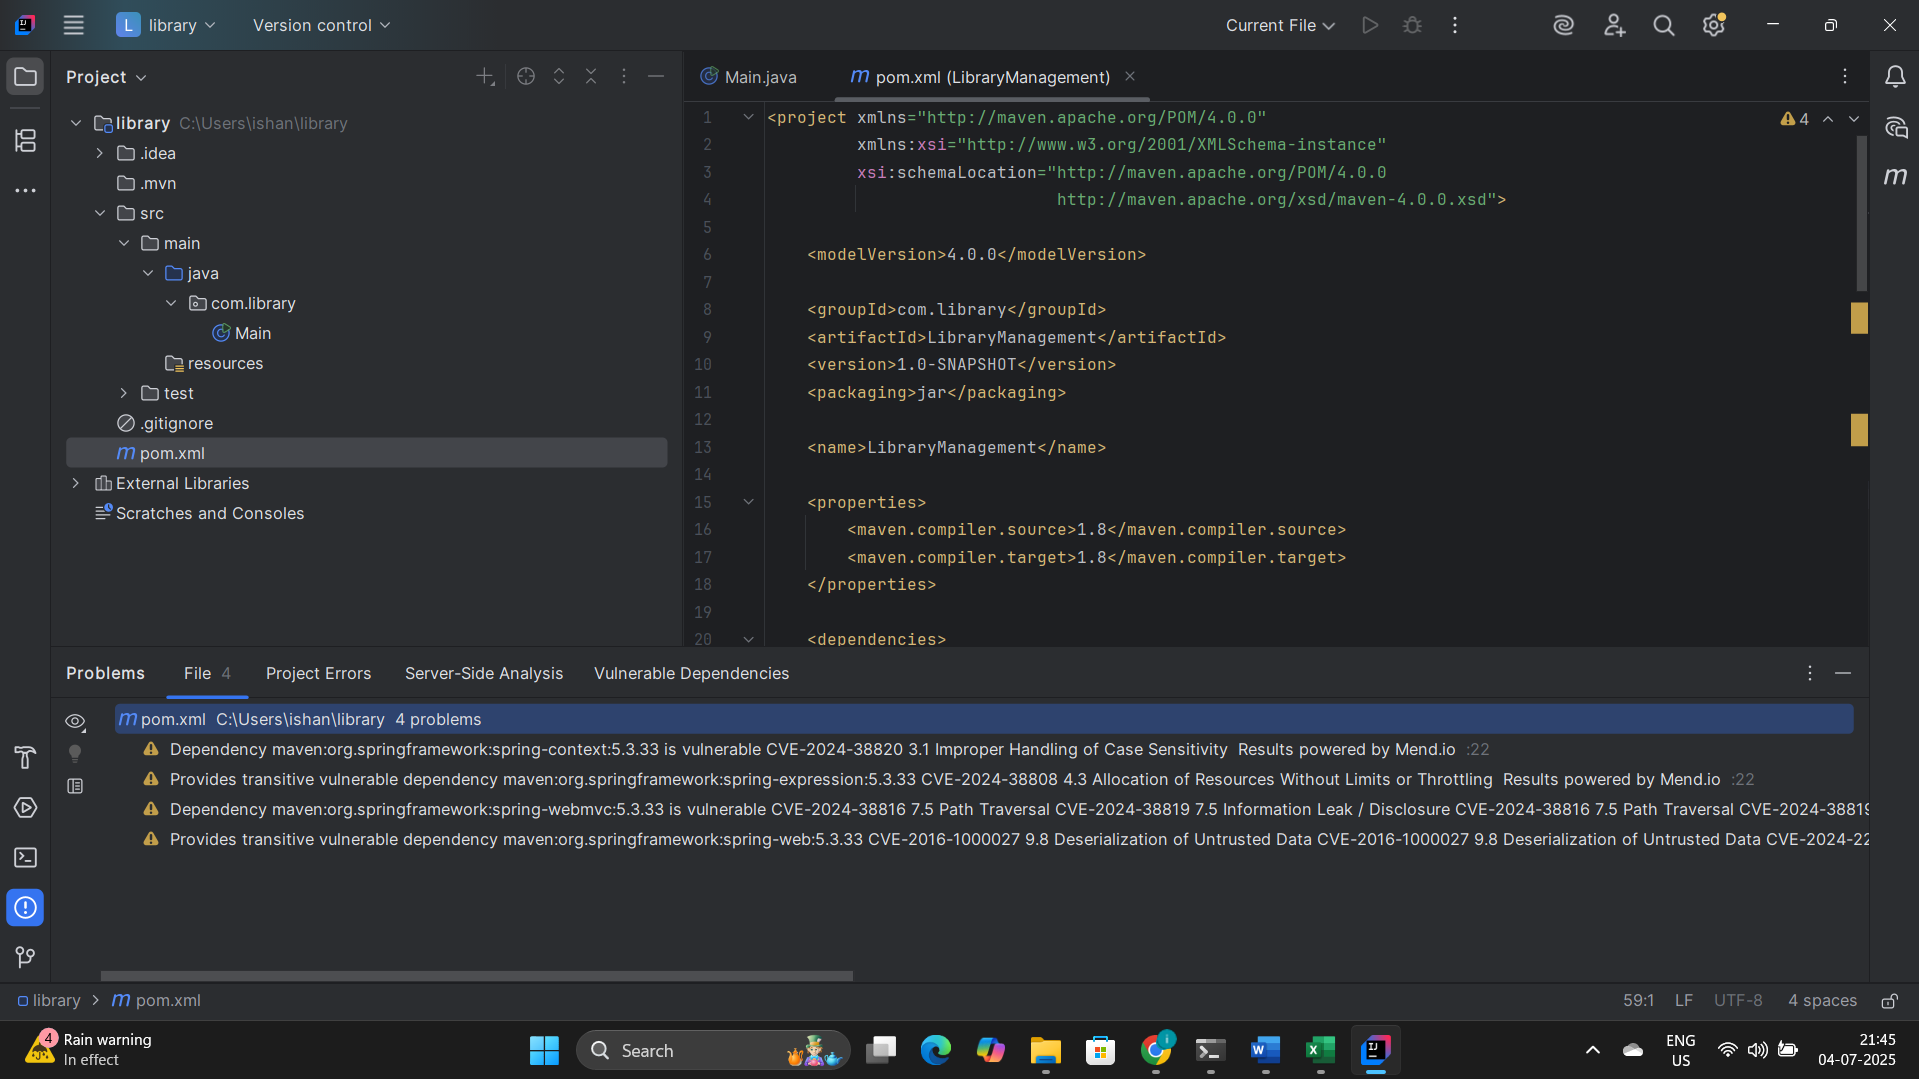 L library
Version control
Current File
Project
library C:\Users\ishan\library
.idea
.mvn
src
main
java
com.library
Main
resources
test
.gitignore
m pom.xml
External Libraries
Scratches and Consoles
Main.java
m pom.xml (LibraryManagement)
4
1 <project xmlns="http://maven.apache.org/POM/4.0.0"
2 xmlns:xsi="http://www.w3.org/2001/XMLSchema-instance"
3 xsi:schemaLocation="http://maven.apache.org/POM/4.0.0
4 http://maven.apache.org/xsd/maven-4.0.0.xsd">
5
6 <modelVersion>4.0.0</modelVersion>
7
8 <groupId>com.library</groupId>
9 <artifactId>LibraryManagement</artifactId>
10 <version>1.0-SNAPSHOT</version>
11 <packaging>jar</packaging>
12
13 <name>LibraryManagement</name>
14
15 <properties>
16 <maven.compiler.source>1.8</maven.compiler.source>
17 <maven.compiler.target>1.8</maven.compiler.target>
18 </properties>
19
20 <dependencies>
m
Problems File 4 Project Errors Server-Side Analysis Vulnerable Dependencies
m pom.xml C:\Users\ishan\library 4 problems
Dependency maven:org.springframework:spring-context:5.3.33 is vulnerable CVE-2024-38820 3.1 Improper Handling of Case Sensitivity Results powered by Mend.io :22
Provides transitive vulnerable dependency maven:org.springframework:spring-expression:5.3.33 CVE-2024-38808 4.3 Allocation of Resources Without Limits or Throttling Results powered by Mend.io :22
Dependency maven:org.springframework:spring-webmvc:5.3.33 is vulnerable CVE-2024-38816 7.5 Path Traversal CVE-2024-38819 7.5 Information Leak / Disclosure CVE-2024-38816 7.5 Path Traversal CVE-2024-38819
Provides transitive vulnerable dependency maven:org.springframework:spring-web:5.3.33 CVE-2016-1000027 9.8 Deserialization of Untrusted Data CVE-2016-1000027 9.8 Deserialization of Untrusted Data CVE-2024-22
library > m pom.xml
59:1 LF UTF-8 4 spaces
4
Rain warning
In effect
Search
ENG
US
21:45
04-07-2025